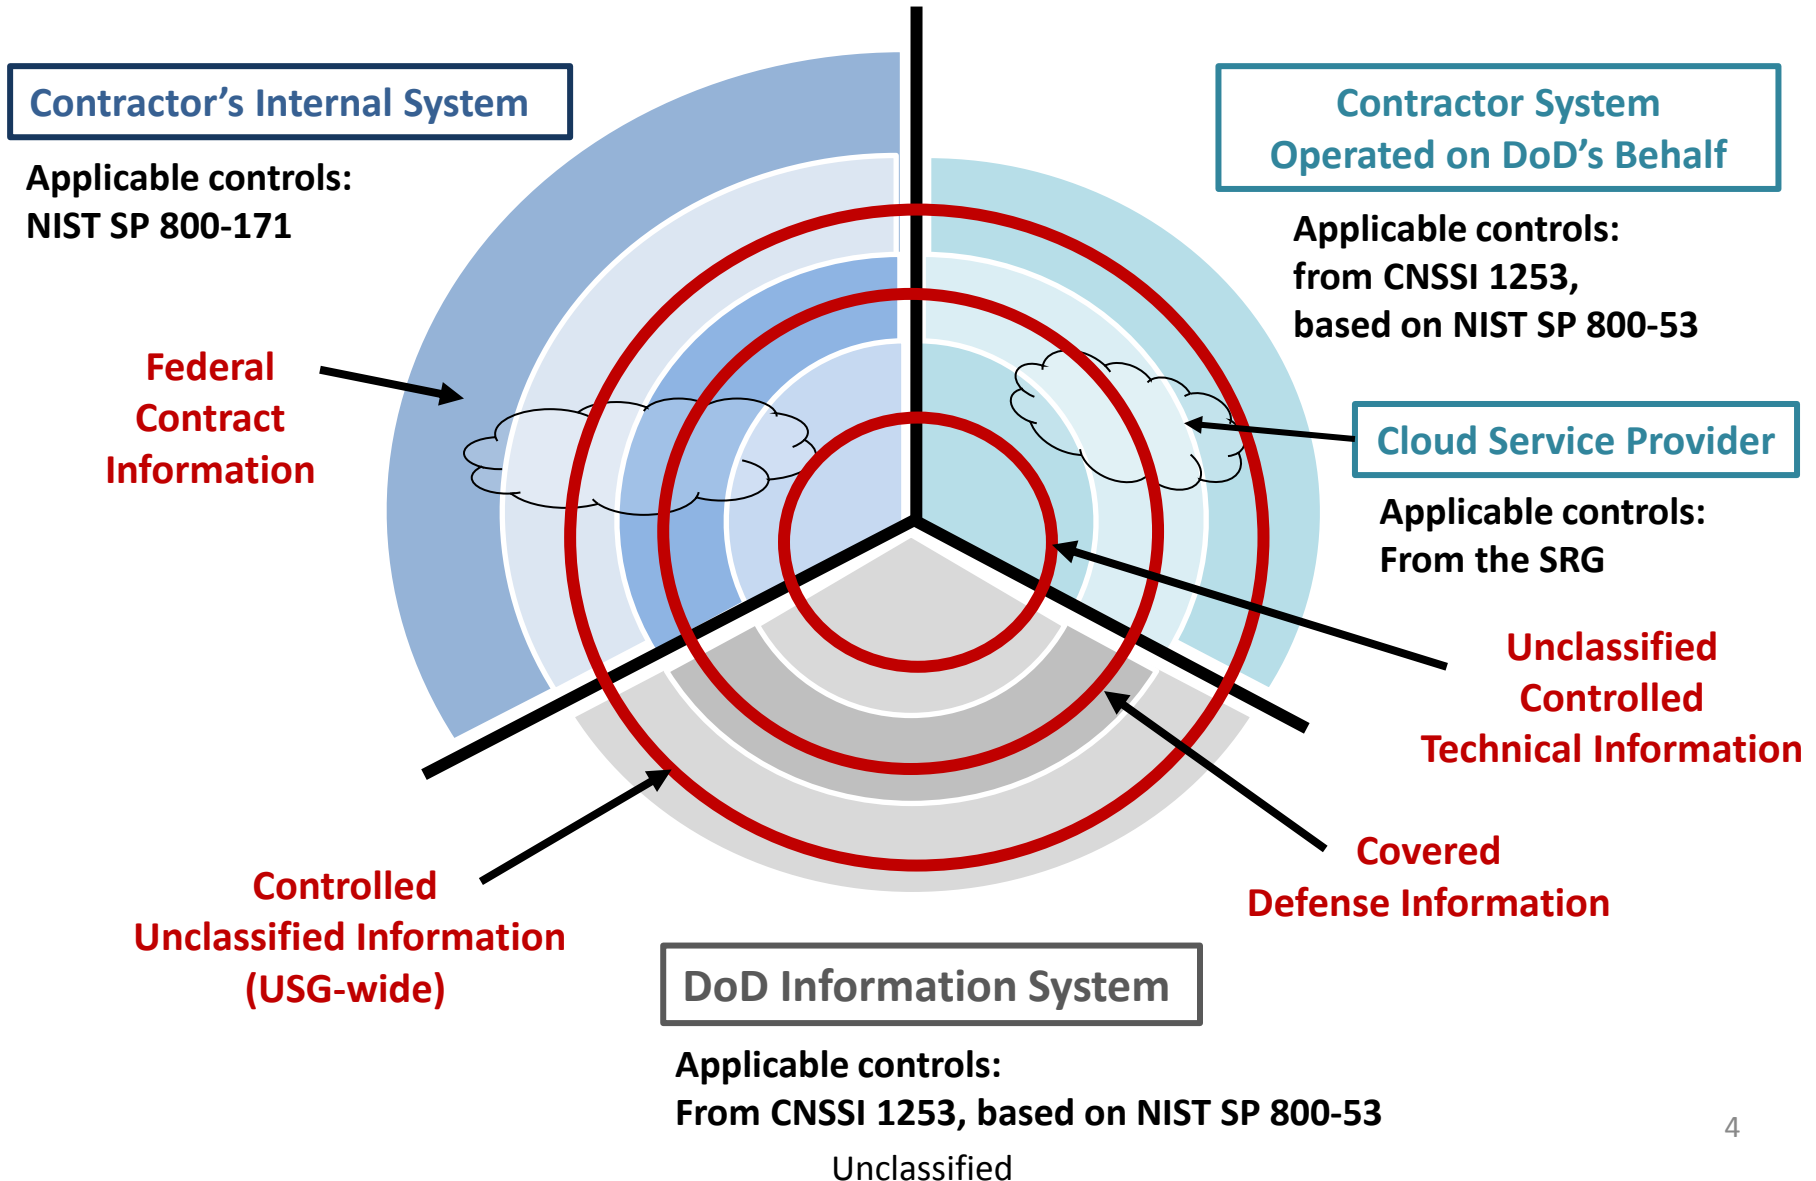 Contractor’s Internal System
Applicable controls:
NIST SP 800-171
Contractor System
Operated on DoD’s Behalf
Applicable controls:
from CNSSI 1253,
based on NIST SP 800-53
Federal
Contract
Information
Cloud Service Provider
Applicable controls:
From the SRG
Unclassified
Controlled
Technical Information
Covered
Defense Information
Controlled
Unclassified Information
(USG-wide)
DoD Information System
Applicable controls:
From CNSSI 1253, based on NIST SP 800-53
4
Unclassified